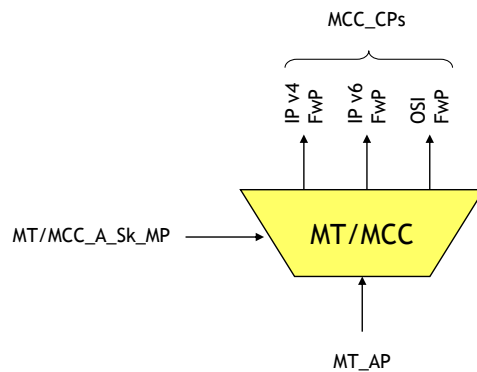 MCC_CPs
IP v4
FwP
IP v6
FwP
OSI
FwP
MT/MCC_A_Sk_MP
MT/MCC
MT_AP